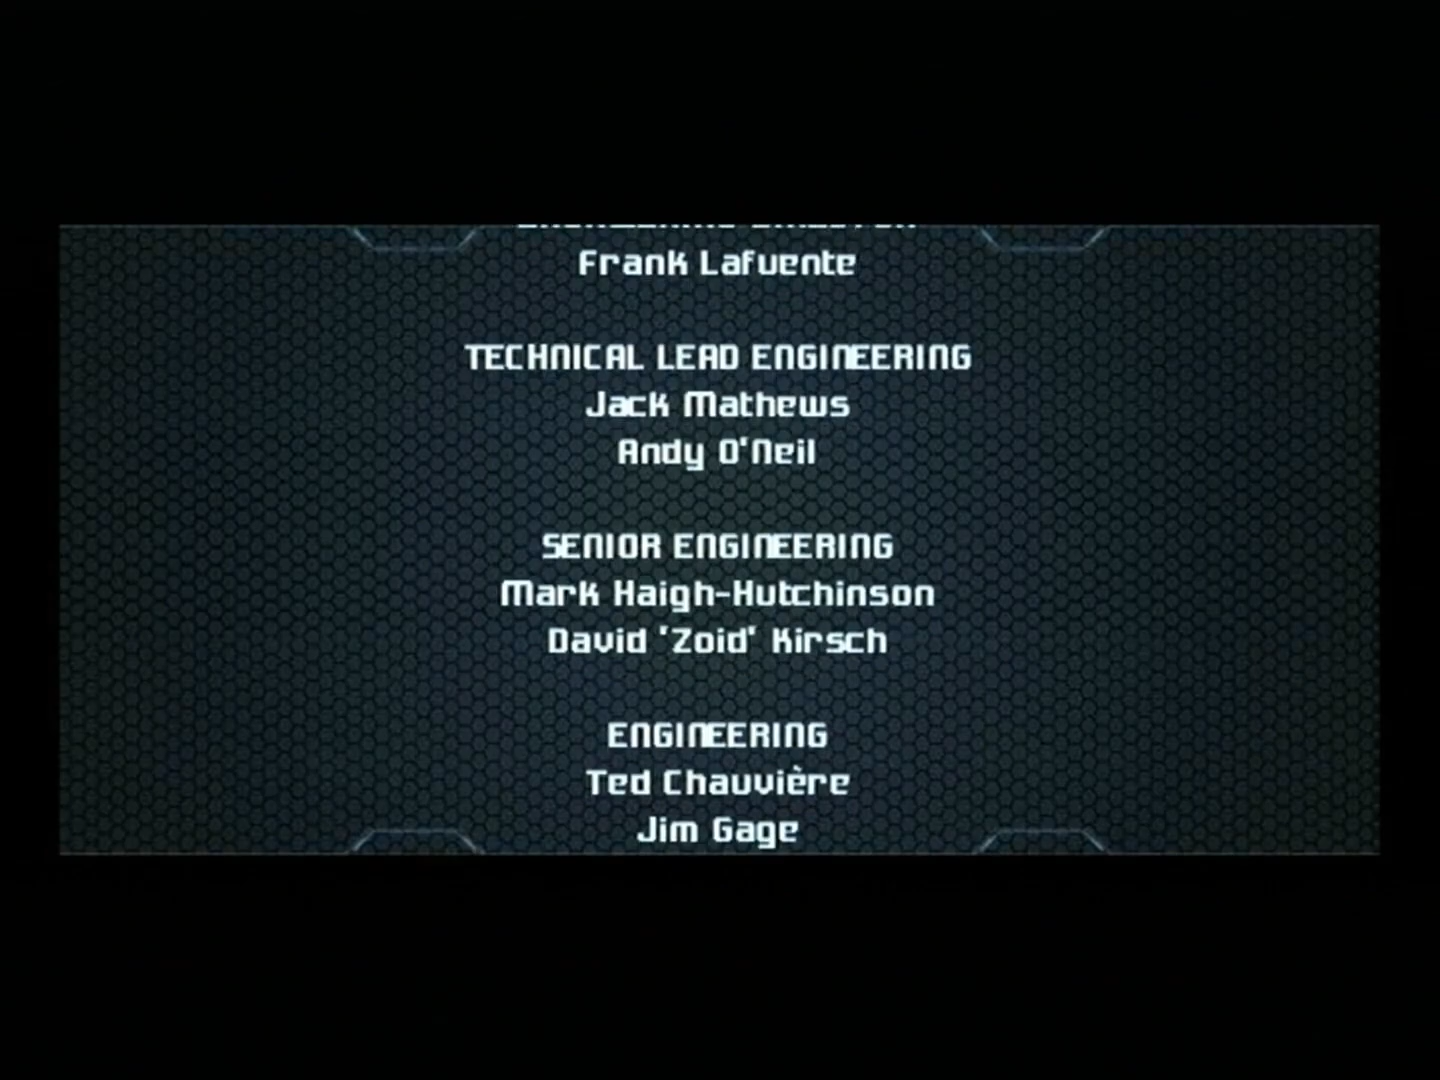 Frank Lafuente
TECHNICAL LEAD ENGINEERING
Jack Mathews
Andy O'Neil
SENIOR ENGINEERING
Mark Haigh-Hutchinson
David 'Zoid' Kirsch
ENGINEERING
Ted Chauvière
Jim Gage